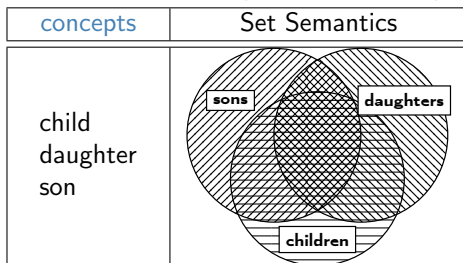 concepts Set Semantics
child
daughter
son
sons
daughters
children